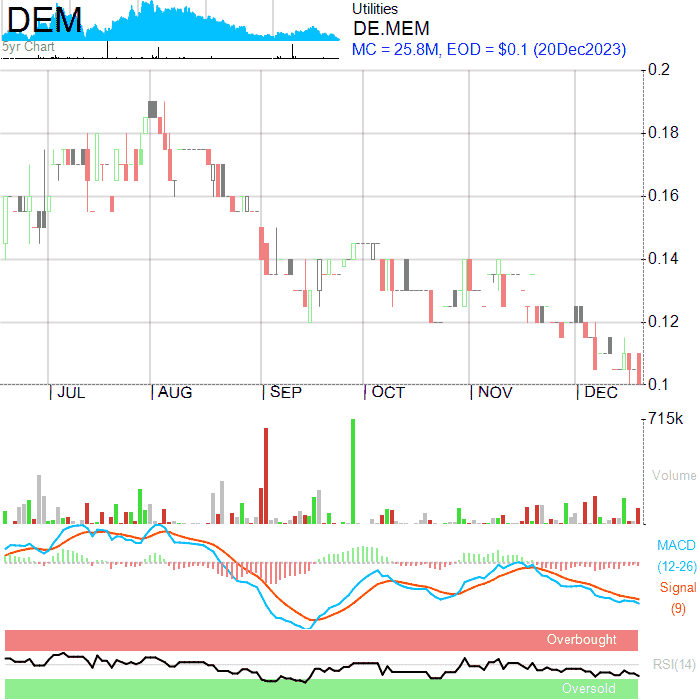 DEM
5yr Chart
Utilities
DE.MEM
MC = 25.8M, EOD = $0.1 (20Dec2023)
0.2
0.18
0.16
0.14
0.12
0.1
JUL
AUG
SEP
OCT
NOV
DEC
715k
Volume
MACD
(12-26)
Signal
(9)
Overbought
RSI(14)
Oversold